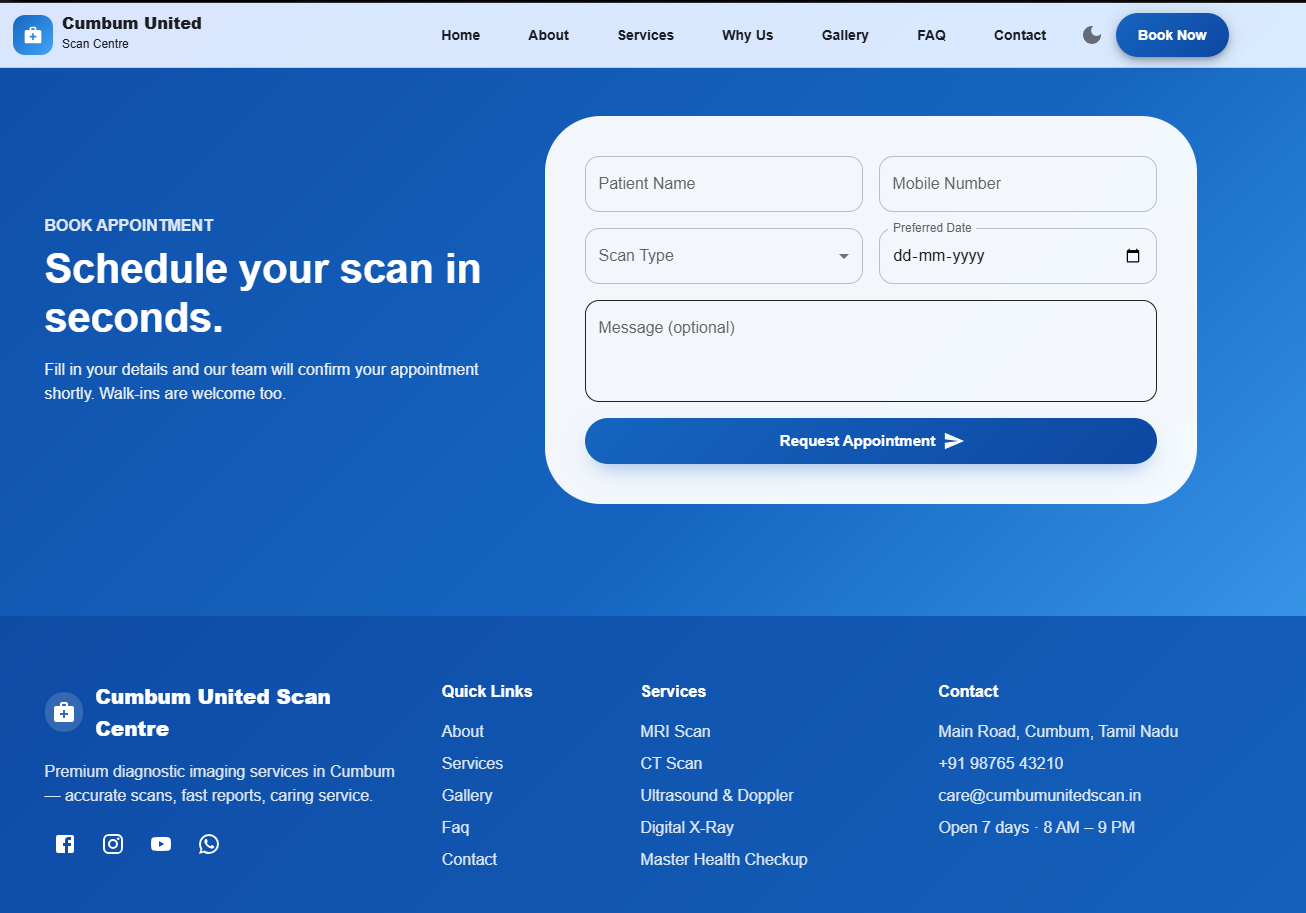 Cumbum United
Scan Centre
Home
About
Services
Why Us
Gallery
FAQ
Contact
Book Now
BOOK APPOINTMENT
Schedule your scan in
seconds.
Fill in your details and our team will confirm your appointment
shortly. Walk-ins are welcome too.
Patient Name
Mobile Number
Scan Type
Preferred Date
dd-mm-yyyy
Message (optional)
Request Appointment
Cumbum United Scan
Centre
Premium diagnostic imaging services in Cumbum
— accurate scans, fast reports, caring service.
Quick Links
About
Services
Gallery
Faq
Contact
Services
MRI Scan
CT Scan
Ultrasound & Doppler
Digital X-Ray
Master Health Checkup
Contact
Main Road, Cumbum, Tamil Nadu
+91 98765 43210
care@cumbumunitedscan.in
Open 7 days · 8 AM – 9 PM